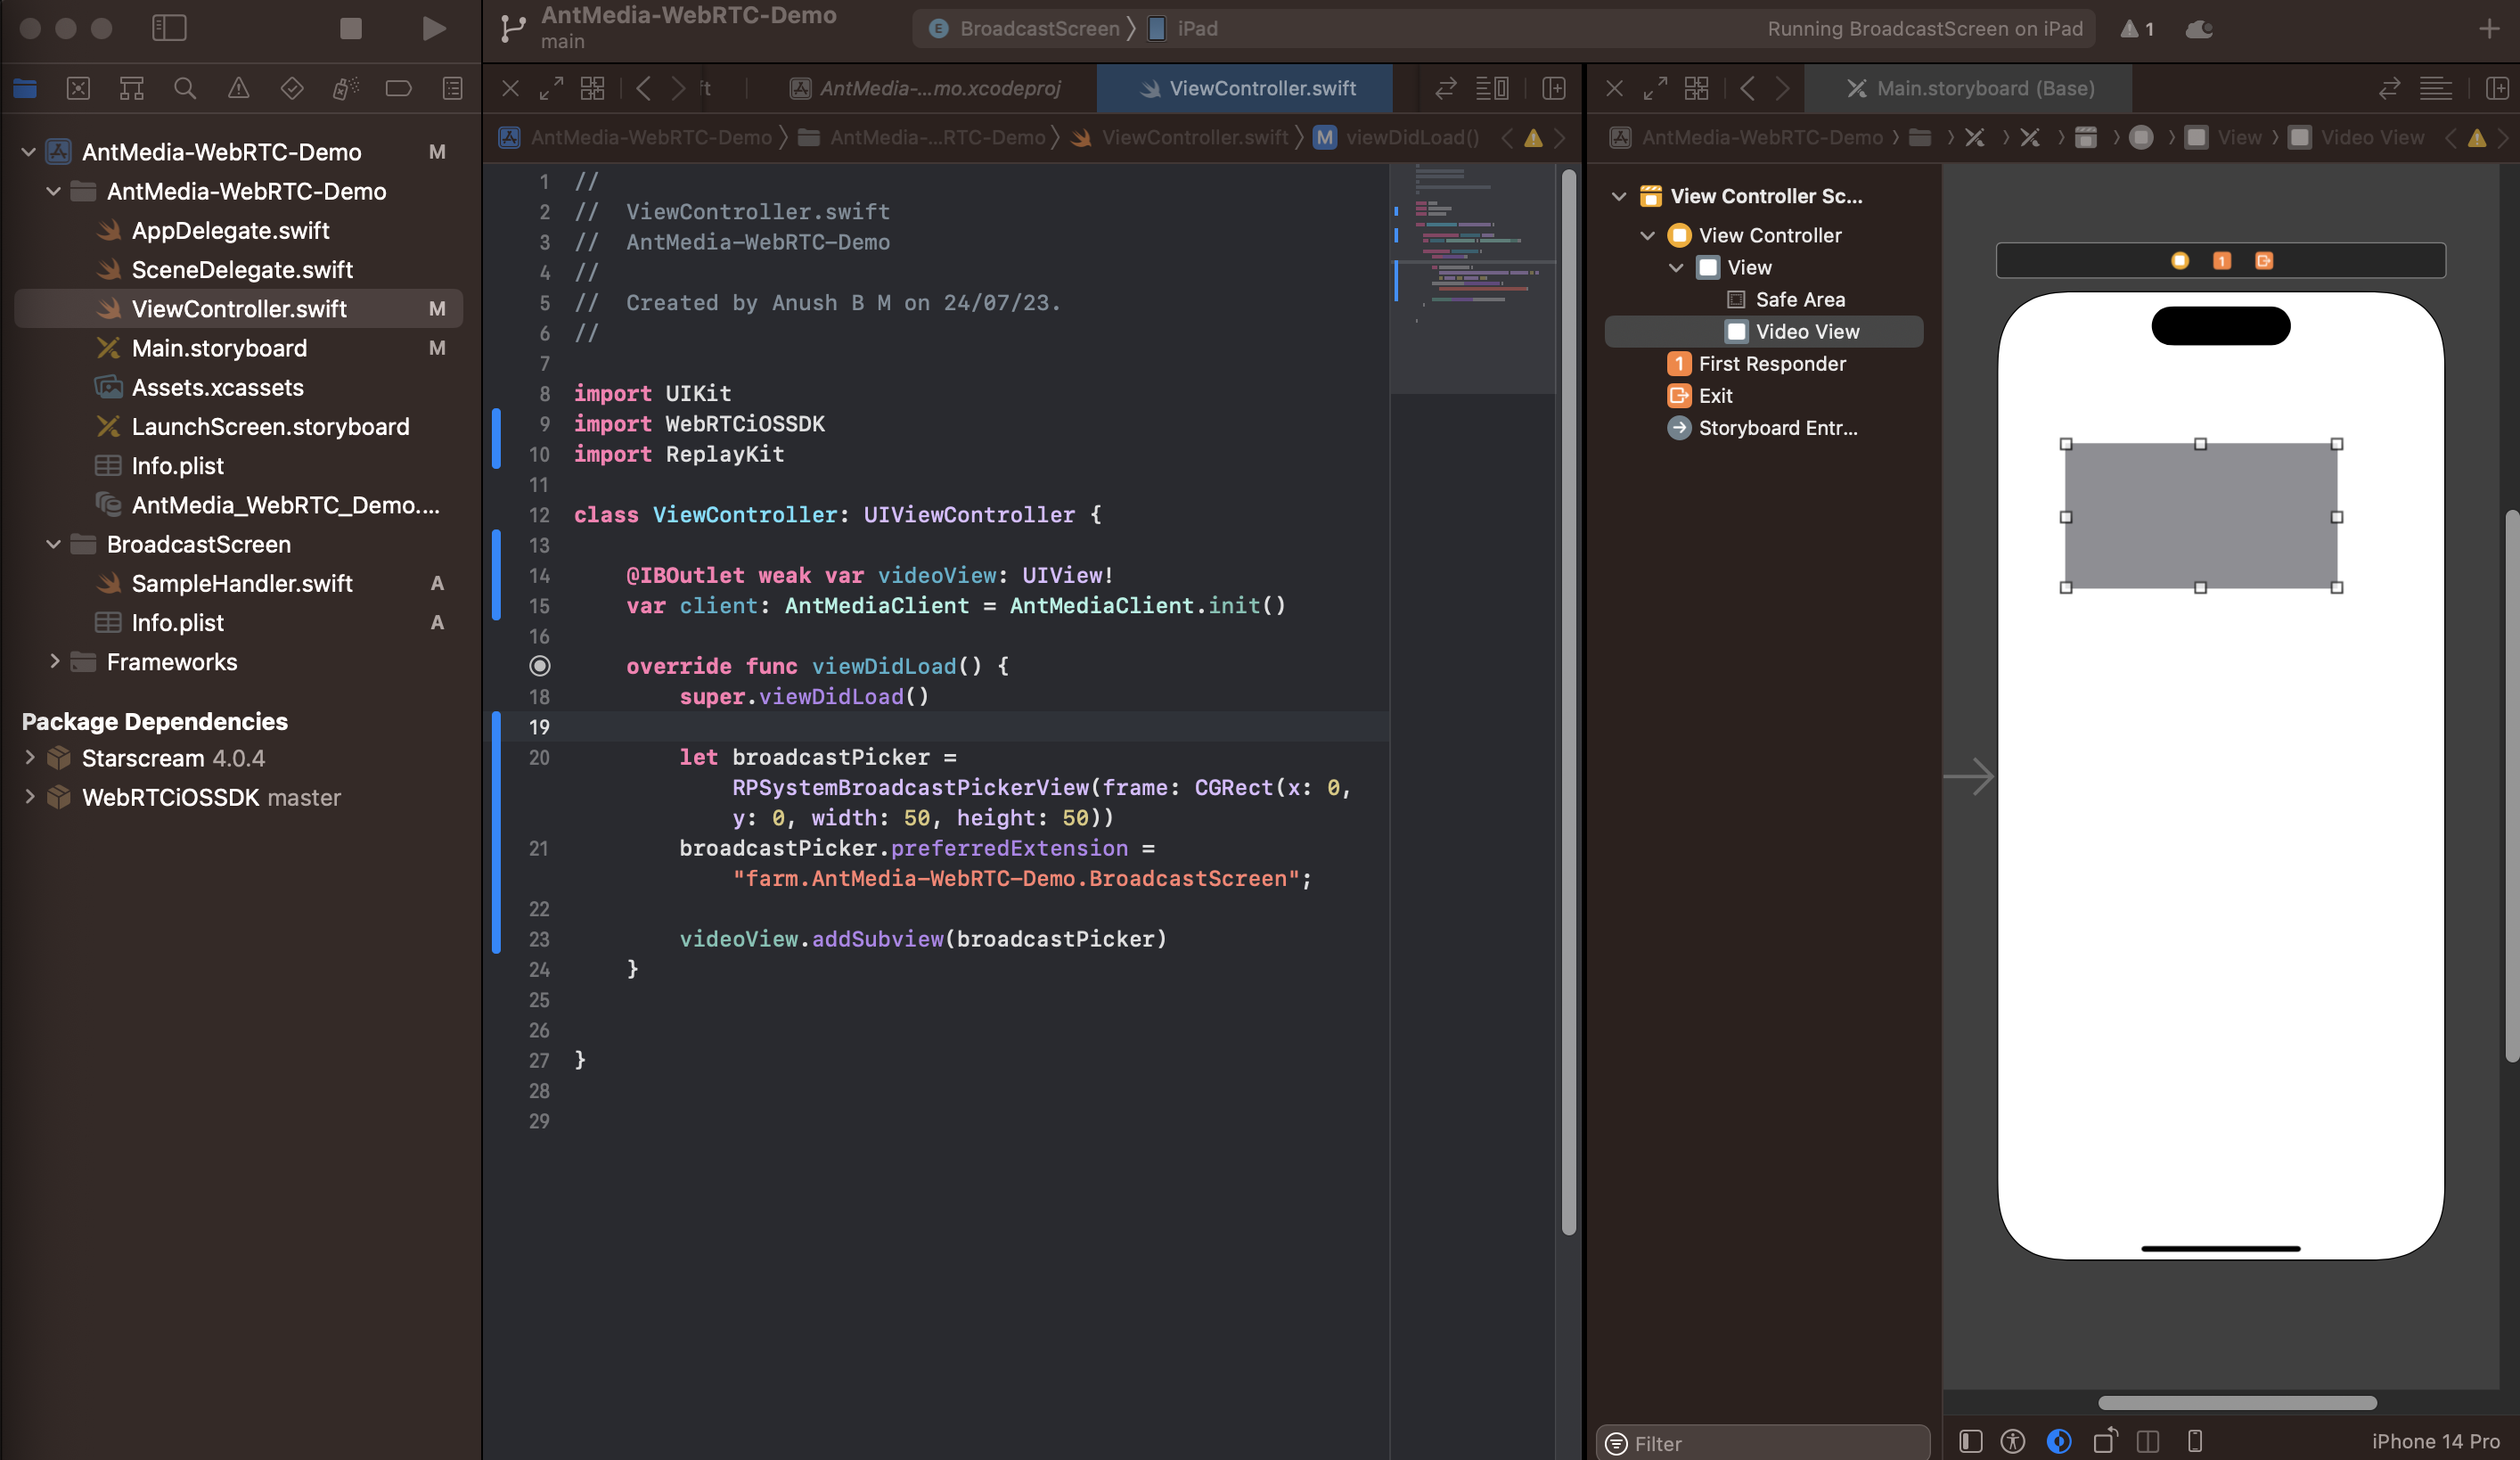 AntMedia-WebRTC-Demo
main
E BroadcastScreen
iPad
Running BroadcastScreen on iPad
1
ft
AntMedia-...mo.xcodeproj
ViewController.swift
Main.storyboard (Base)
AntMedia-WebRTC-Demo
AntMedia-...RTC-Demo
ViewController.swift
M viewDidLoad()
AntMedia-WebRTC-Demo
View
Video View
AntMedia-WebRTC-Demo M
AntMedia-WebRTC-Demo
AppDelegate.swift
SceneDelegate.swift
ViewController.swift M
Main.storyboard M
Assets.xcassets
LaunchScreen.storyboard
Info.plist
AntMedia_WebRTC_Demo....
BroadcastScreen
SampleHandler.swift A
Info.plist A
Frameworks
Package Dependencies
Starscream 4.0.4
WebRTCiOSSDK master
1 //
2 //  ViewController.swift
3 //  AntMedia-WebRTC-Demo
4 //
5 //  Created by Anush B M on 24/07/23.
6 //
7
8 import UIKit
9 import WebRTCiOSSDK
10 import ReplayKit
11
12 class ViewController: UIViewController {
13
14     @IBOutlet weak var videoView: UIView!
15     var client: AntMediaClient = AntMediaClient.init()
16
    override func viewDidLoad() {
18         super.viewDidLoad()
19
20         let broadcastPicker =
            RPSystemBroadcastPickerView(frame: CGRect(x: 0,
            y: 0, width: 50, height: 50))
21         broadcastPicker.preferredExtension =
            "farm.AntMedia-WebRTC-Demo.BroadcastScreen";
22
23         videoView.addSubview(broadcastPicker)
24     }
25
26
27 }
28
29
View Controller Sc...
View Controller
View
Safe Area
Video View
1 First Responder
Exit
Storyboard Entr...
1
Filter
iPhone 14 Pro